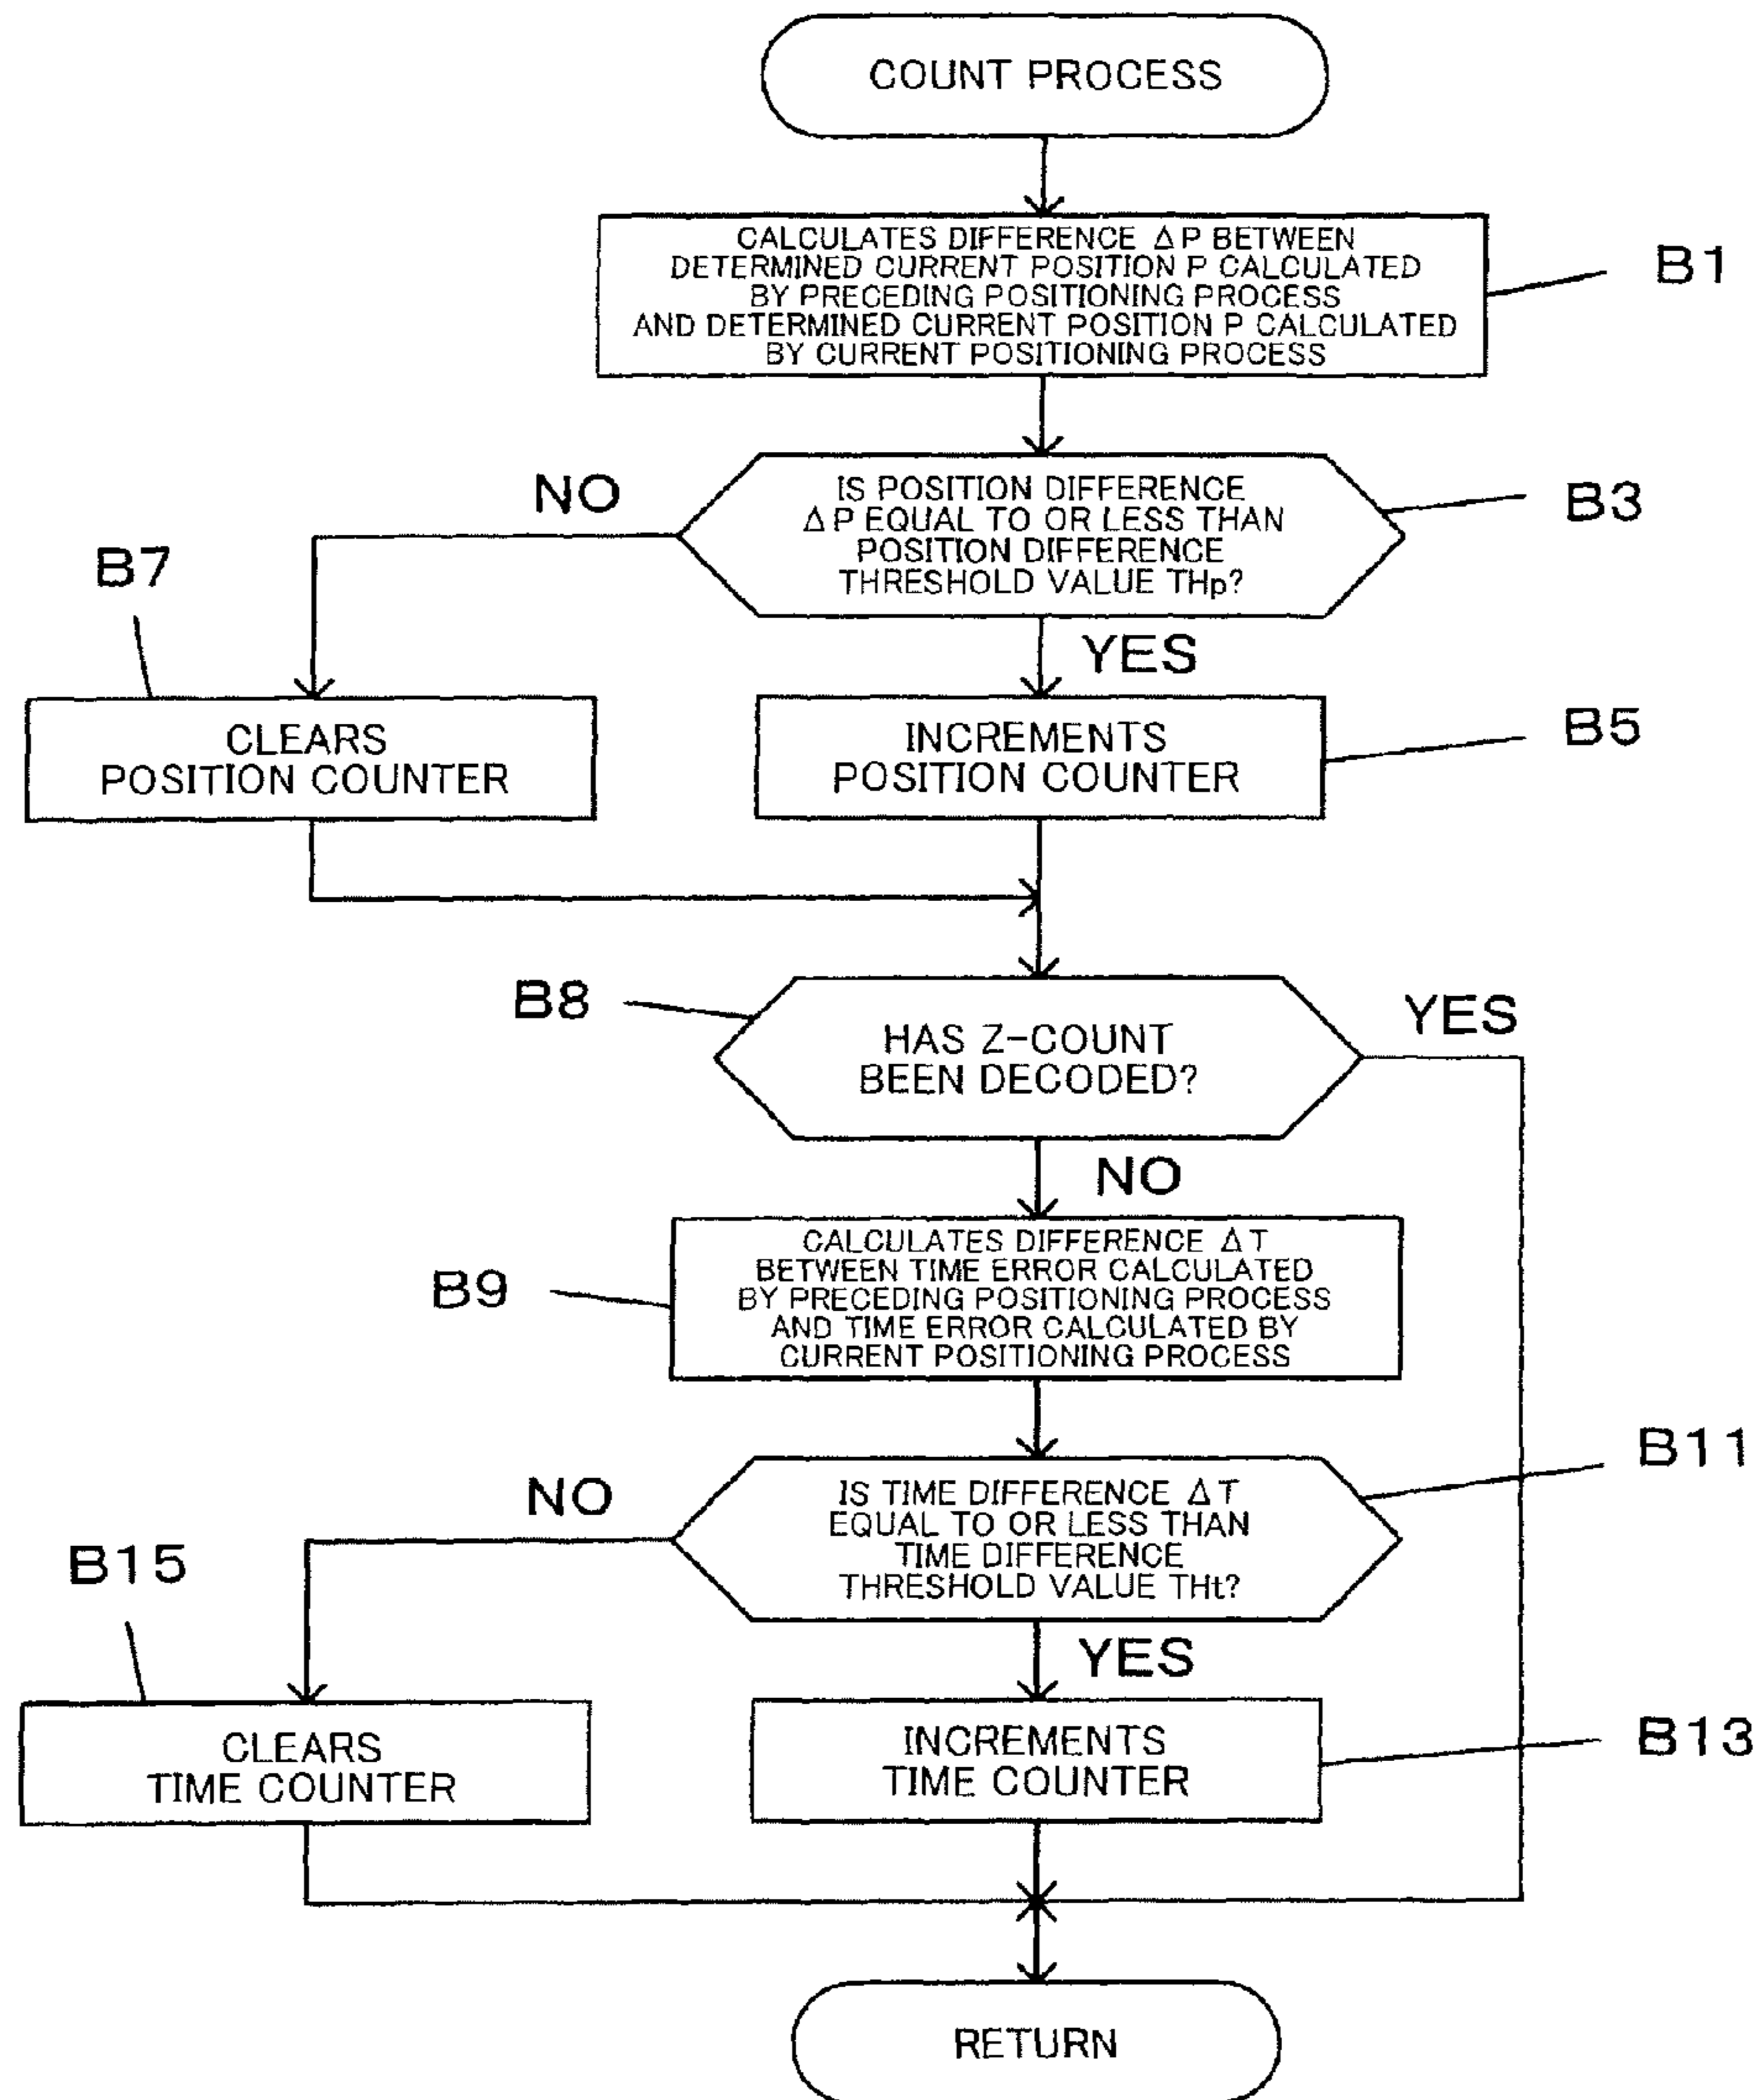 COUNT PROCESS
CALCULATES DIFFERENCE ΔP BETWEEN
DETERMINED CURRENT POSITION P CALCULATED
BY PRECEDING POSITIONING PROCESS
AND DETERMINED CURRENT POSITION P CALCULATED
BY CURRENT POSITIONING PROCESS
B1
IS POSITION DIFFERENCE
ΔP EQUAL TO OR LESS THAN
POSITION DIFFERENCE
THRESHOLD VALUE THp?
B3
NO
YES
B7
CLEARS
POSITION COUNTER
INCREMENTS
POSITION COUNTER
B5
B8
HAS Z-COUNT
BEEN DECODED?
YES
NO
B9
CALCULATES DIFFERENCE ΔT
BETWEEN TIME ERROR CALCULATED
BY PRECEDING POSITIONING PROCESS
AND TIME ERROR CALCULATED BY
CURRENT POSITIONING PROCESS
B11
IS TIME DIFFERENCE ΔT
EQUAL TO OR LESS THAN
TIME DIFFERENCE
THRESHOLD VALUE THt?
NO
YES
B15
CLEARS
TIME COUNTER
INCREMENTS
TIME COUNTER
B13
RETURN